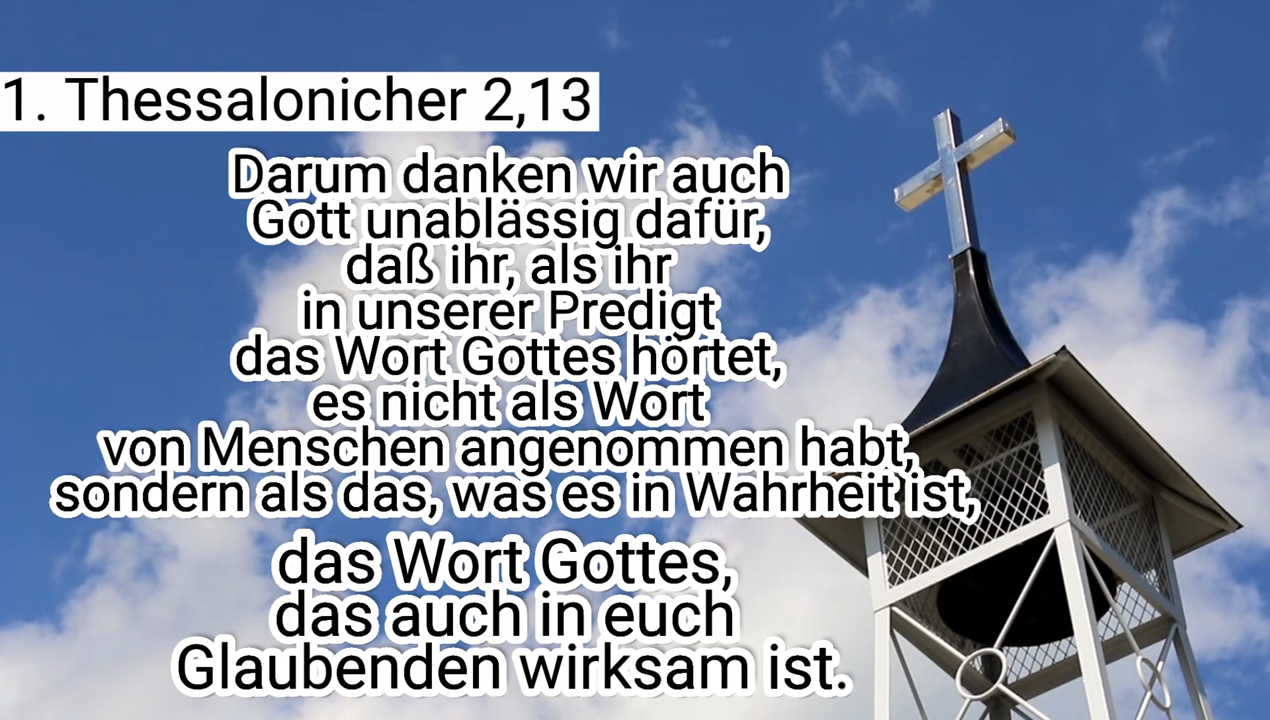 1. Thessalonicher 2,13
Darum danken wir auch
Gott unablässig dafür,
daß ihr, als ihr
in unserer Predigt
das Wort Gottes hörtet,
es nicht als Wort
von Menschen angenommen habt,
sondern als das, was es in Wahrheit ist,
das Wort Gottes,
das auch in euch
Glaubenden wirksam ist.